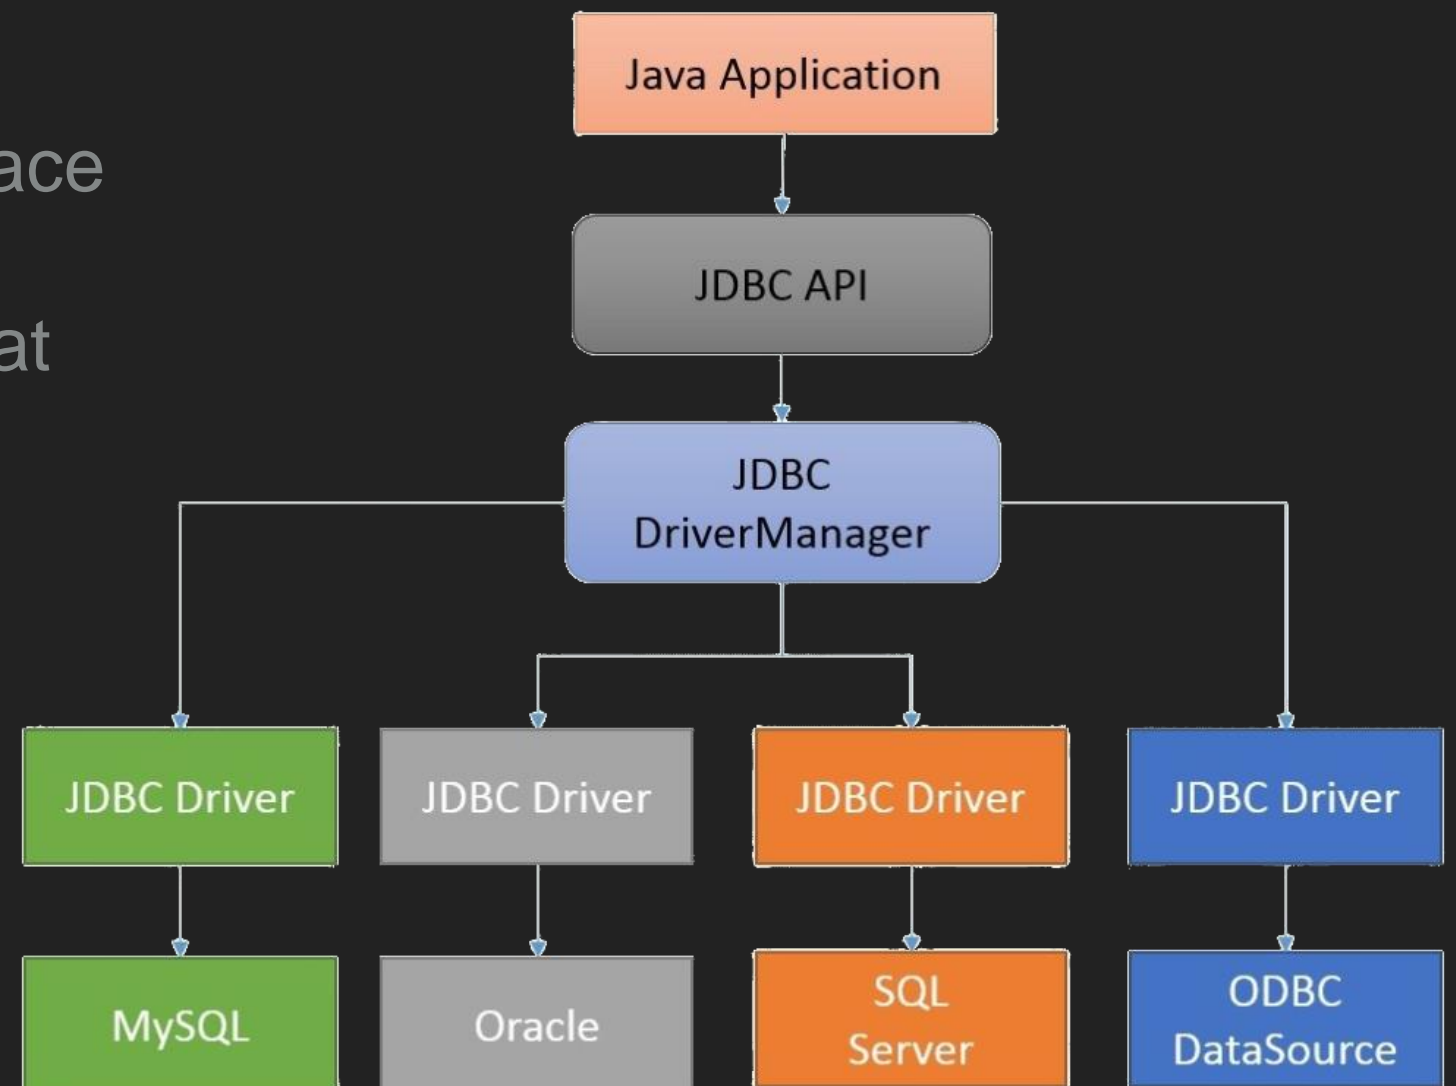 Java Application
ace
JDBC API
at
JDBC
DriverManager
JDBC Driver
JDBC Driver
JDBC Driver
JDBC Driver
MySQL
Oracle
SQL
Server
ODBC
DataSource